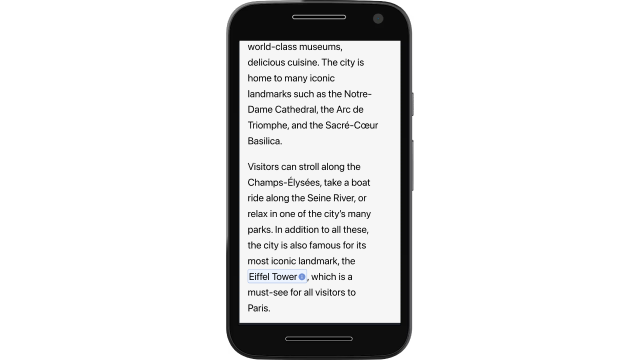 world-class museums,
delicious cuisine. The city is
home to many iconic
landmarks such as the Notre-
Dame Cathedral, the Arc de
Triomphe, and the Sacré-Cœur
Basilica.
Visitors can stroll along the
Champs-Élysées, take a boat
ride along the Seine River, or
relax in one of the city's many
parks. In addition to all these,
the city is also famous for its
most iconic landmark, the
Eiffel Tower, which is a
must-see for all visitors to
Paris.